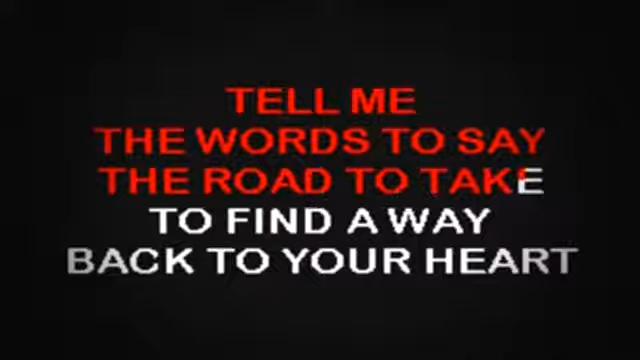 TELL ME
THE WORDS TO SAY
THE ROAD TO TAKE
TO FIND A WAY
BACK TO YOUR HEART